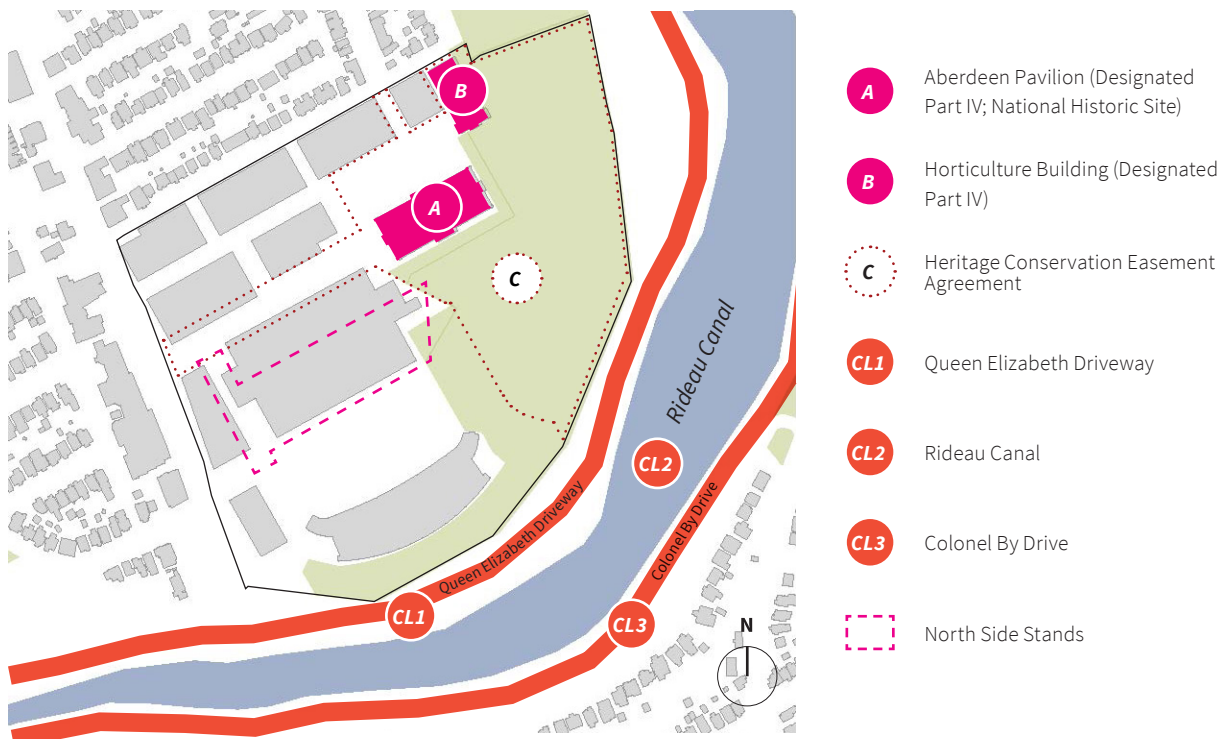 B
A
C
Rideau Canal
CL2
Queen Elizabeth Driveway
Colonel By Drive
CL1
CL3
N
A
Aberdeen Pavilion (Designated
Part IV; National Historic Site)
B
Horticulture Building (Designated
Part IV)
C
Heritage Conservation Easement
Agreement
CL1
Queen Elizabeth Driveway
CL2
Rideau Canal
CL3
Colonel By Drive
North Side Stands